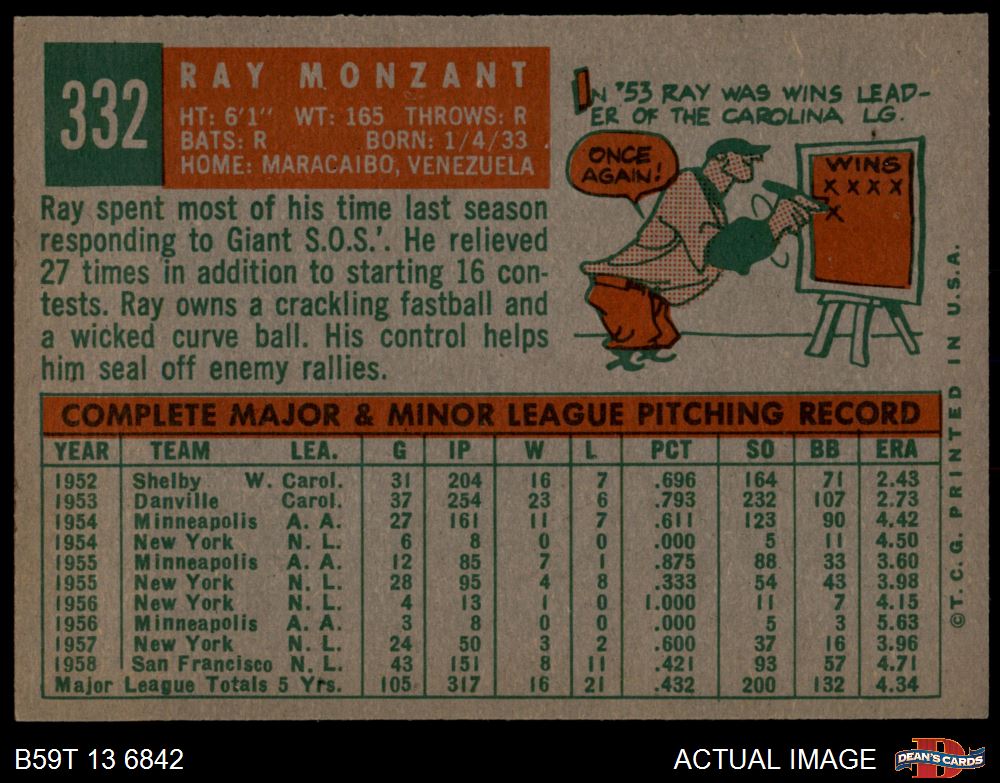 332
RAY MONZANT
HT: 6'1" WT: 165 THROWS: R
BATS: R BORN: 1/4/33
HOME: MARACAIBO, VENEZUELA
Ray spent most of his time last season
responding to Giant S.O.S.'. He relieved
27 times in addition to starting 16 con-
tests. Ray owns a crackling fastball and
a wicked curve ball. His control helps
him seal off enemy rallies.
IN '53 RAY WAS WINS LEAD-
ER OF THE CAROLINA LG.
ONCE
AGAIN!
WINS
X X X X
X
COMPLETE MAJOR & MINOR LEAGUE PITCHING RECORD
YEAR TEAM LEA. G IP W L PCT SO BB ERA
1952 Shelby W. Carol. 31 204 16 7 .696 164 71 2.43
1953 Danville Carol. 37 254 23 6 .793 232 107 2.73
1954 Minneapolis A. A. 27 161 11 7 .611 123 90 4.42
1954 New York N. L. 6 8 0 0 .000 5 11 4.50
1955 Minneapolis A. A. 12 85 7 1 .875 88 33 3.60
1955 New York N. L. 28 95 4 8 .333 54 43 3.98
1956 New York N. L. 4 13 1 0 1.000 11 7 4.15
1956 Minneapolis A. A. 3 8 0 0 .000 5 3 5.63
1957 New York N. L. 24 50 3 2 .600 37 16 3.96
1958 San Francisco N. L. 43 151 8 11 .421 93 57 4.71
Major League Totals 5 Yrs. 105 317 16 21 .432 200 132 4.34
© T. C. G. PRINTED IN U.S.A.
B59T 13 6842
ACTUAL IMAGE
D
DEAN'S CARDS